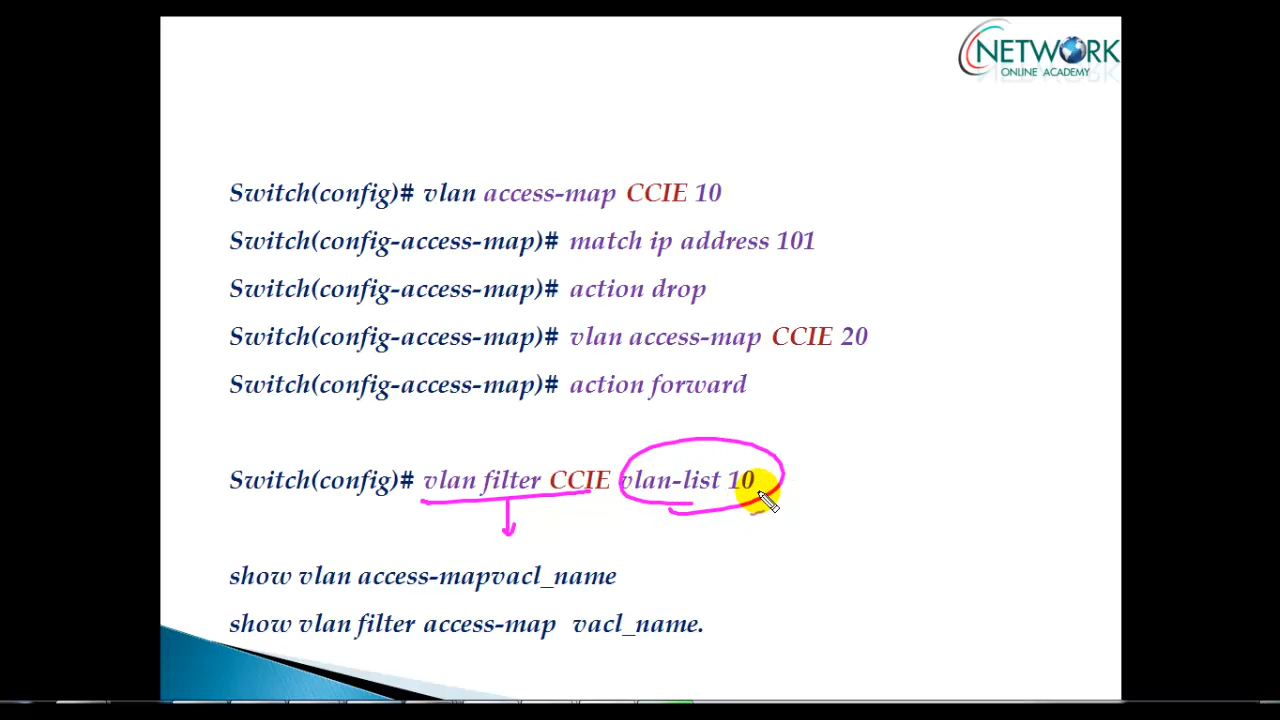 NETWORK
ONLINE ACADEMY
Switch(config)# vlan access-map CCIE 10
Switch(config-access-map)# match ip address 101
Switch(config-access-map)# action drop
Switch(config-access-map)# vlan access-map CCIE 20
Switch(config-access-map)# action forward
Switch(config)# vlan filter CCIE vlan-list 10
show vlan access-mapvacl_name
show vlan filter access-map vacl_name.